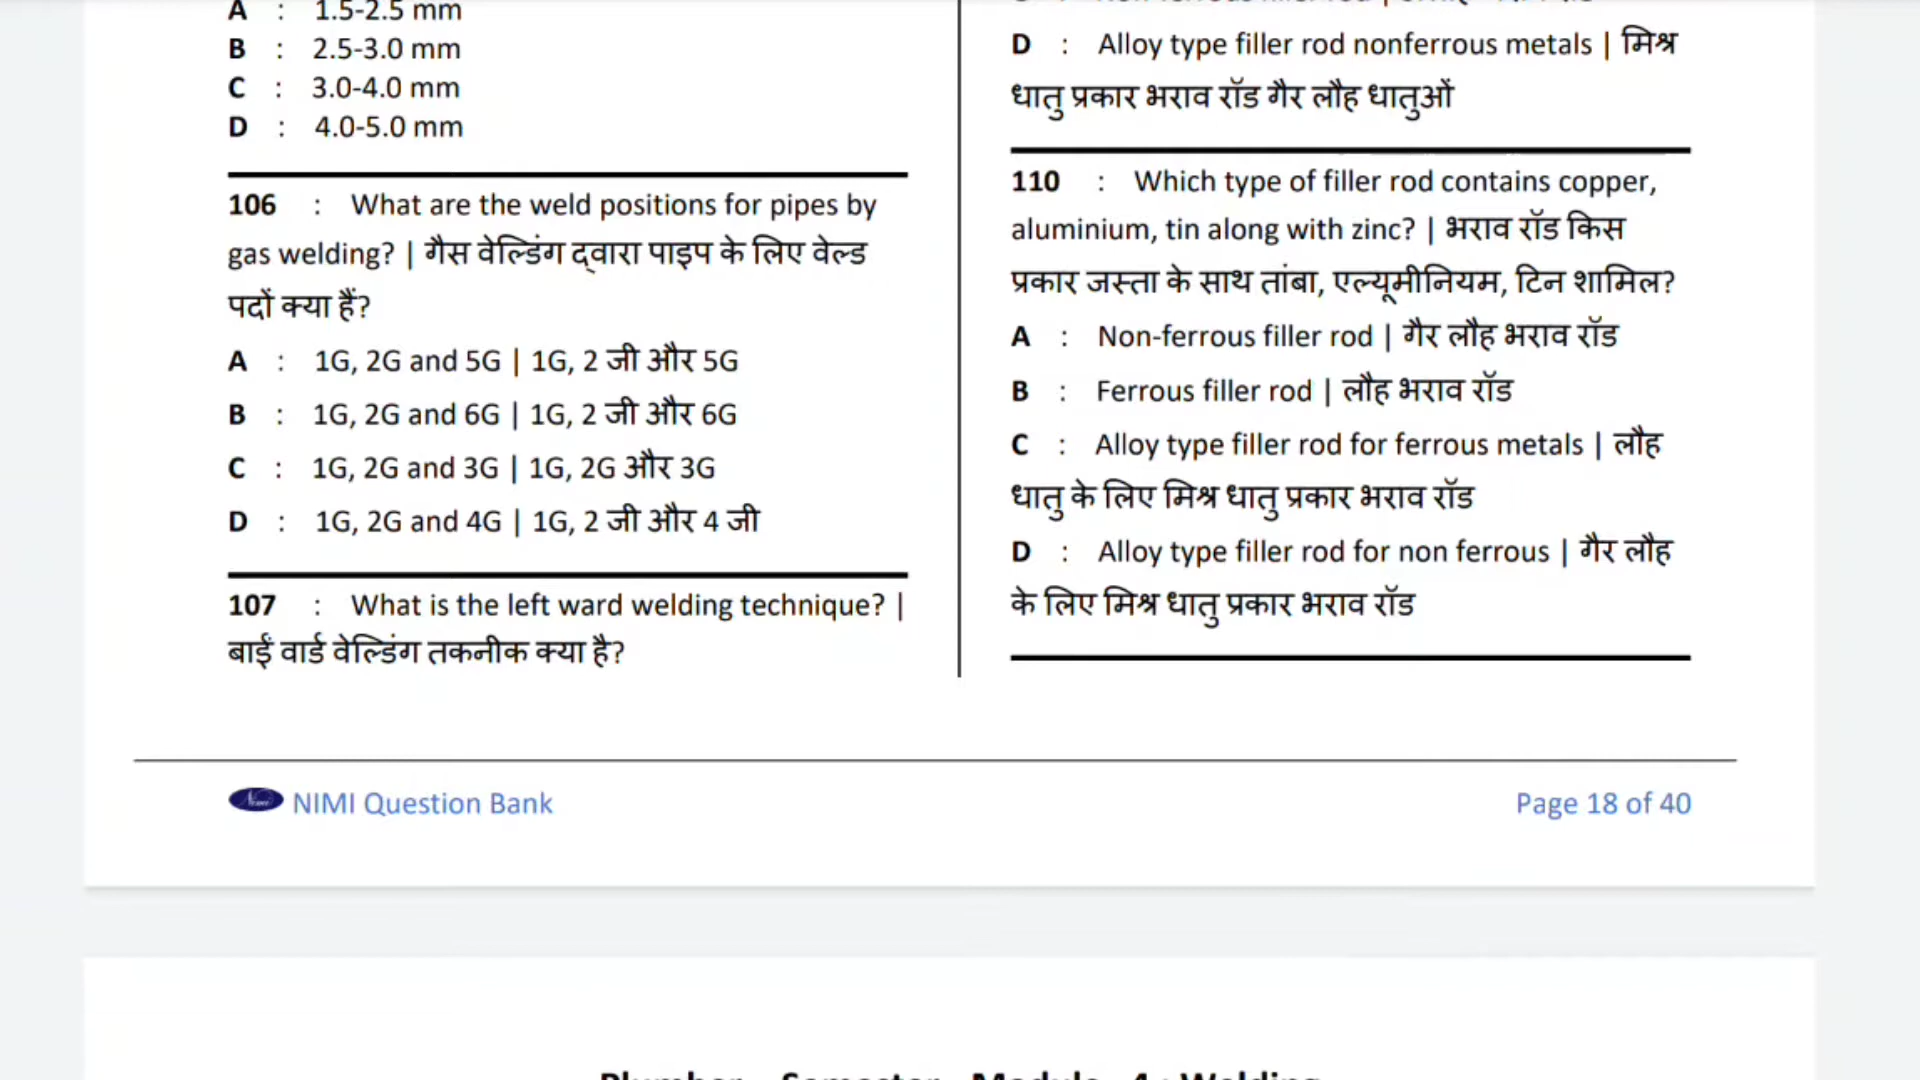 A : 1.5-2.5 mm
B : 2.5-3.0 mm
C : 3.0-4.0 mm
D : 4.0-5.0 mm
106 : What are the weld positions for pipes by
gas welding? | गैस वेल्डिंग द्वारा पाइप के लिए वेल्ड
पदों क्या हैं?
A : 1G, 2G and 5G | 1G, 2 जी और 5G
B : 1G, 2G and 6G | 1G, 2 जी और 6G
C : 1G, 2G and 3G | 1G, 2G और 3G
D : 1G, 2G and 4G | 1G, 2 जी और 4 जी
107 : What is the left ward welding technique? |
बाईं वार्ड वेल्डिंग तकनीक क्या है?
D : Alloy type filler rod nonferrous metals | मिश्र
धातु प्रकार भराव रॉड गैर लौह धातुओं
110 : Which type of filler rod contains copper,
aluminium, tin along with zinc? | भराव रॉड किस
प्रकार जस्ता के साथ तांबा, एल्यूमीनियम, टिन शामिल?
A : Non-ferrous filler rod | गैर लौह भराव रॉड
B : Ferrous filler rod | लौह भराव रॉड
C : Alloy type filler rod for ferrous metals | लौह
धातु के लिए मिश्र धातु प्रकार भराव रॉड
D : Alloy type filler rod for non ferrous | गैर लौह
के लिए मिश्र धातु प्रकार भराव रॉड
Nimi NIMI Question Bank
Page 18 of 40
Plumber - Semester - Module - 4 : Welding